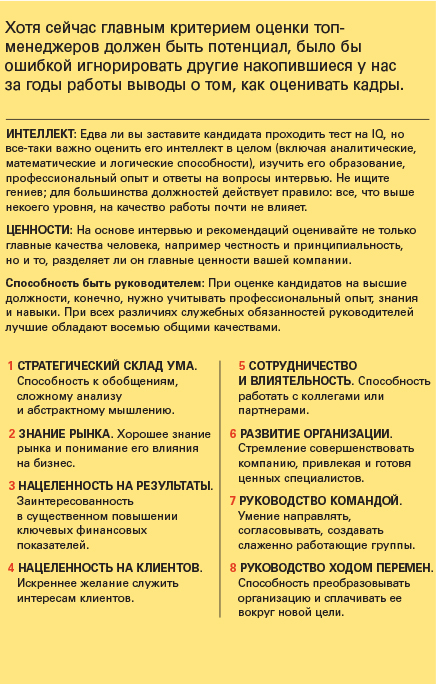 Хотя сейчас главным критерием оценки топ-
менеджеров должен быть потенциал, было бы
ошибкой игнорировать другие накопившиеся у нас
за годы работы выводы о том, как оценивать кадры.
ИНТЕЛЛЕКТ: Едва ли вы заставите кандидата проходить тест на IQ, но
все-таки важно оценить его интеллект в целом (включая аналитические,
математические и логические способности), изучить его образование,
профессиональный опыт и ответы на вопросы интервью. Не ищите
гениев; для большинства должностей действует правило: все, что выше
некоего уровня, на качество работы почти не влияет.
ЦЕННОСТИ: На основе интервью и рекомендаций оценивайте не только
главные качества человека, например честность и принципиальность,
но и то, разделяет ли он главные ценности вашей компании.
Способность быть руководителем: При оценке кандидатов на высшие
должности, конечно, нужно учитывать профессиональный опыт, знания
и навыки. При всех различиях служебных обязанностей руководителей
лучшие обладают восемью общими качествами.
1 СТРАТЕГИЧЕСКИЙ СКЛАД УМА.
Способность к обобщениям,
сложному анализу
и абстрактному мышлению.
2 ЗНАНИЕ РЫНКА. Хорошее знание
рынка и понимание его влияния
на бизнес.
3 НАЦЕЛЕННОСТЬ НА РЕЗУЛЬТАТЫ.
Заинтересованность
в существенном повышении
ключевых финансовых
показателей.
4 НАЦЕЛЕННОСТЬ НА КЛИЕНТОВ.
Искреннее желание служить
интересам клиентов.
5 СОТРУДНИЧЕСТВО
И ВЛИЯТЕЛЬНОСТЬ. Способность
работать с коллегами или
партнерами.
6 РАЗВИТИЕ ОРГАНИЗАЦИИ.
Стремление совершенствовать
компанию, привлекая и готовя
ценных специалистов.
7 РУКОВОДСТВО КОМАНДОЙ.
Умение направлять,
согласовывать, создавать
слаженно работающие группы.
8 РУКОВОДСТВО ХОДОМ ПЕРЕМЕН.
Способность преобразовывать
организацию и сплачивать ее
вокруг новой цели.